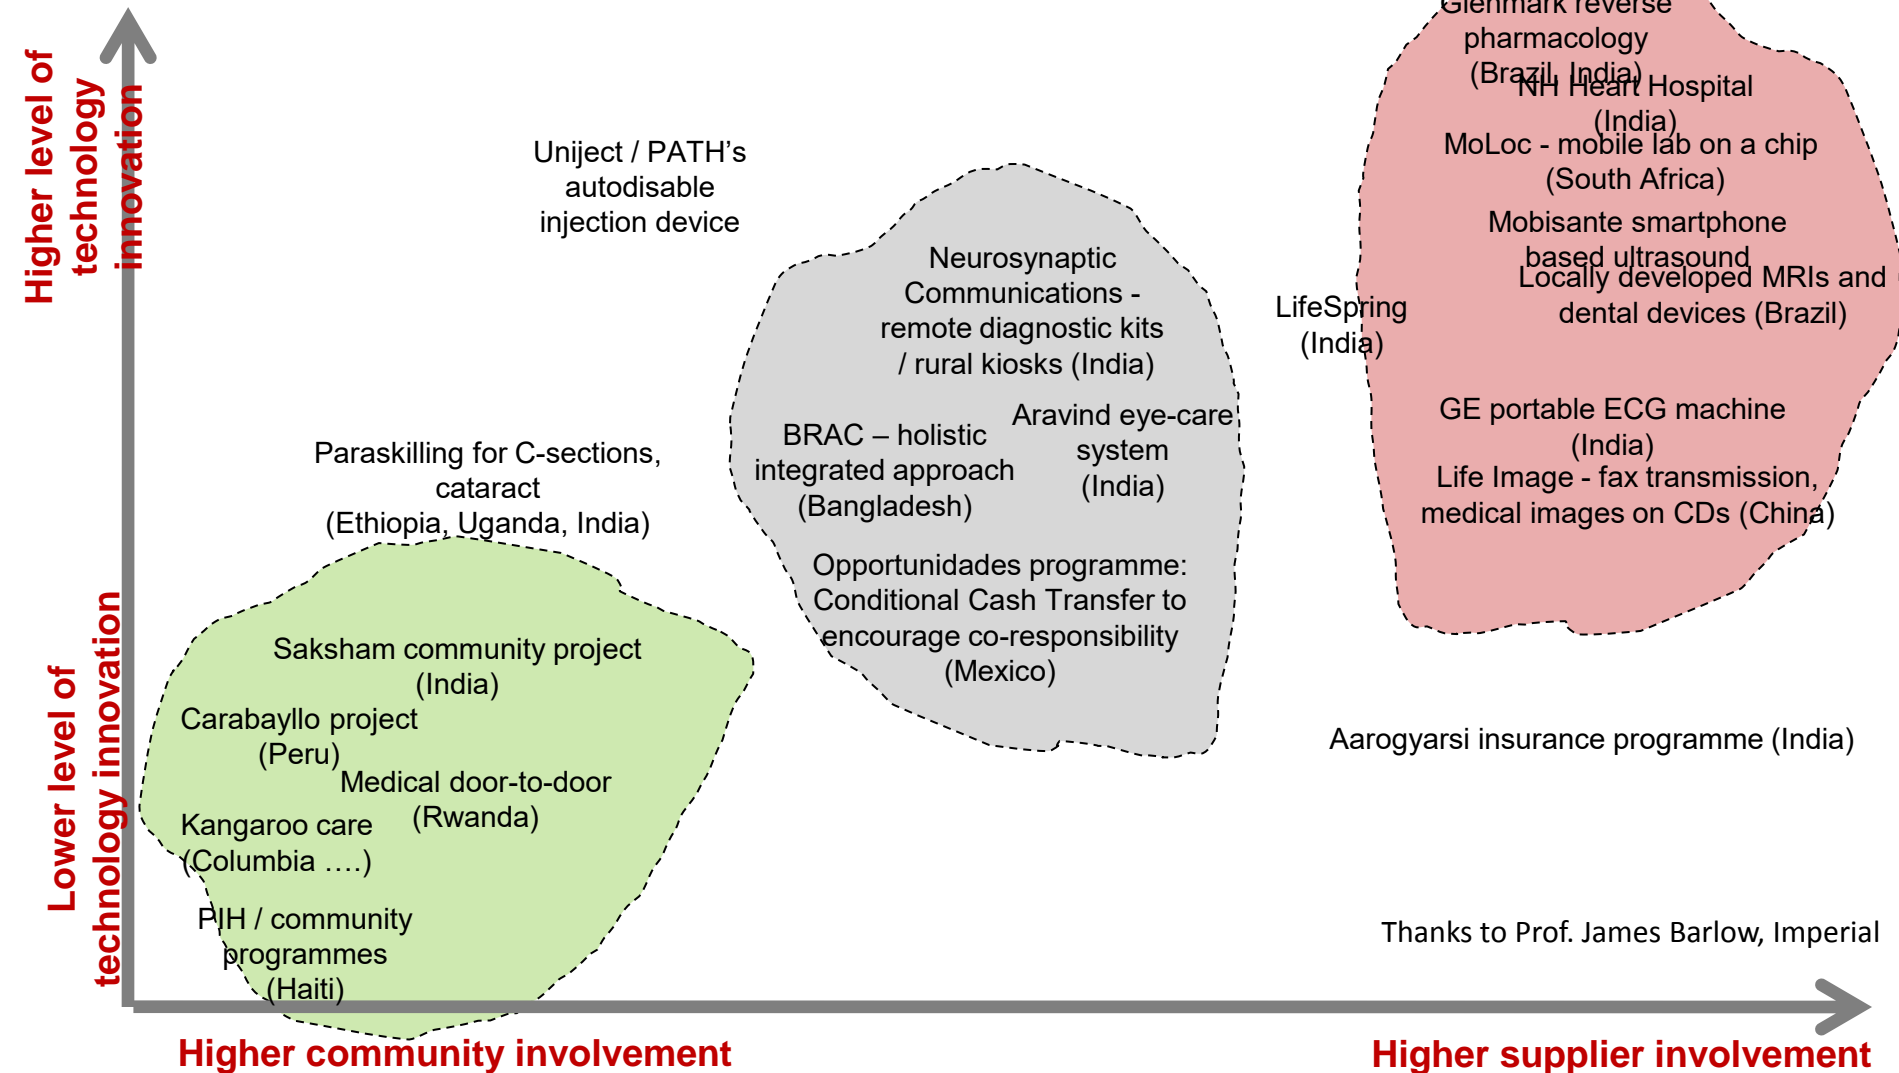 Higher level of
technology
innovation
Lower level of
technology innovation
Uniject / PATH's
autodisable
injection device
Paraskilling for C-sections,
cataract
(Ethiopia, Uganda, India)
Saksham community project
(India)
Carabayllo project
(Peru)
Medical door-to-door
(Rwanda)
Kangaroo care
(Columbia ….)
PIH / community
programmes
(Haiti)
Neurosynaptic
Communications -
remote diagnostic kits
/ rural kiosks (India)
Aravind eye-care
system
(India)
BRAC – holistic
integrated approach
(Bangladesh)
Opportunidades programme:
Conditional Cash Transfer to
encourage co-responsibility
(Mexico)
LifeSpring
(India)
Glenmark reverse
pharmacology
(Brazil, India)
NH Heart Hospital
(India)
MoLoc - mobile lab on a chip
(South Africa)
Mobisante smartphone
based ultrasound
Locally developed MRIs and
dental devices (Brazil)
GE portable ECG machine
(India)
Life Image - fax transmission,
medical images on CDs (China)
Aarogyarsi insurance programme (India)
Thanks to Prof. James Barlow, Imperial
Higher community involvement
Higher supplier involvement